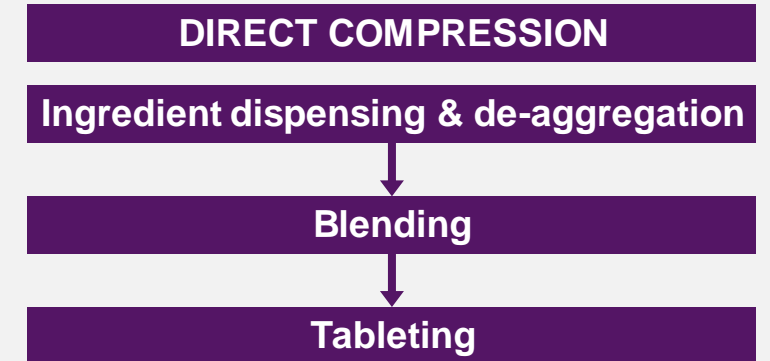 DIRECT COMPRESSION
Ingredient dispensing & de-aggregation
Blending
Tableting